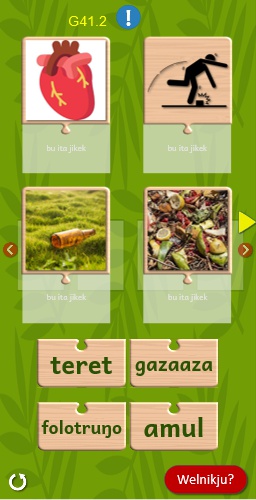 G41.2
bu ita jikek
bu ita jikek
bu ita jikek
bu ita jikek
teret
gazaaza
folotruŋo
amul
Welnikju?